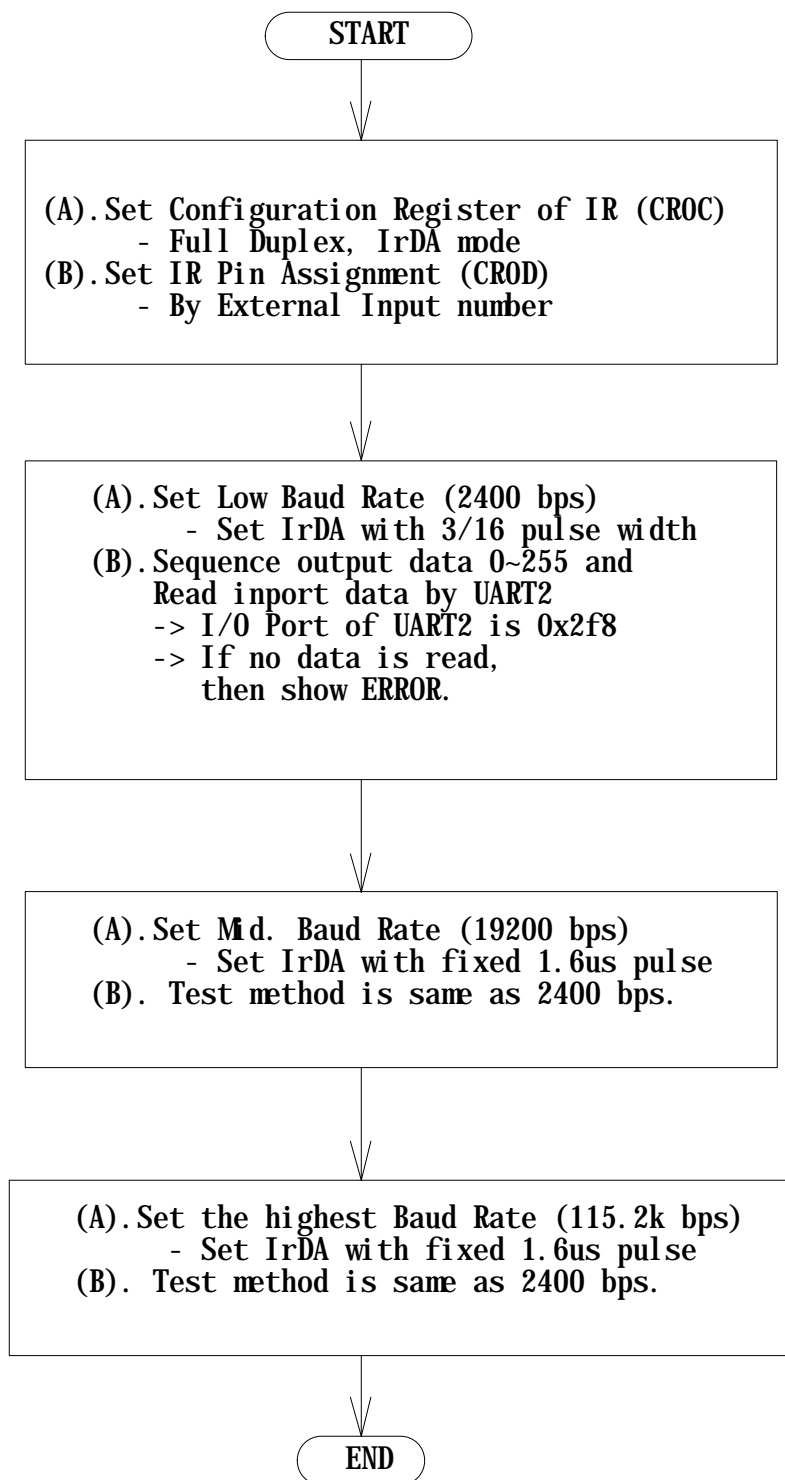 START
(A).Set Configuration Register of IR (CR0C)
- Full Duplex, IrDA mode
(B).Set IR Pin Assignment (CR0D)
- By External Input number
(A).Set Low Baud Rate (2400 bps)
- Set IrDA with 3/16 pulse width
(B).Sequence output data 0~255 and
Read inport data by UART2
-> I/O Port of UART2 is 0x2f8
-> If no data is read,
then show ERROR.
(A).Set Mid. Baud Rate (19200 bps)
- Set IrDA with fixed 1.6us pulse
(B). Test method is same as 2400 bps.
(A).Set the highest Baud Rate (115.2k bps)
- Set IrDA with fixed 1.6us pulse
(B). Test method is same as 2400 bps.
END